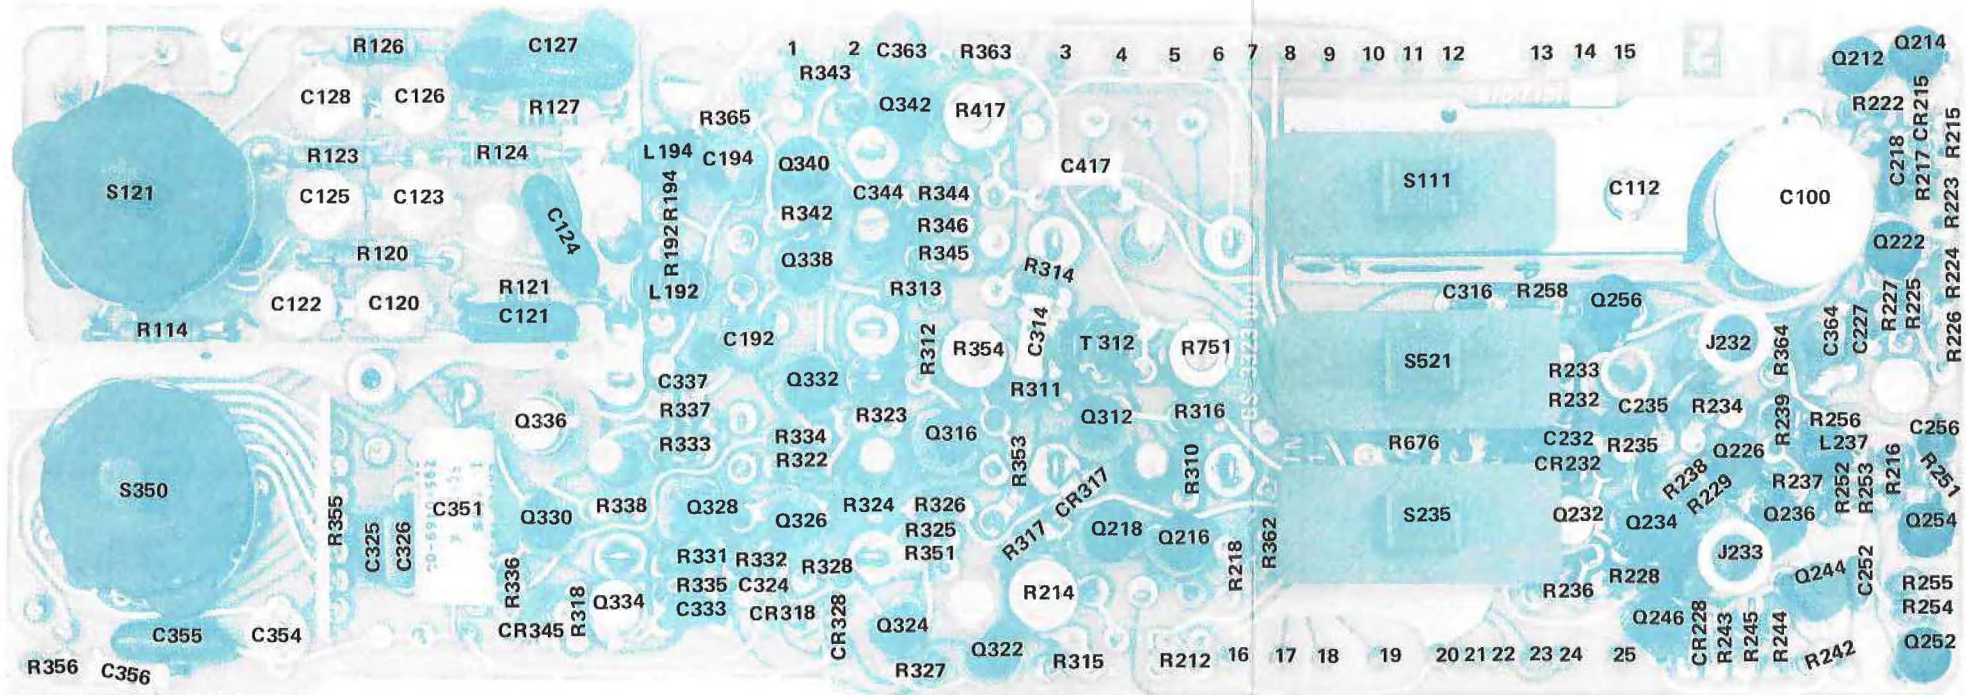 R126 C127 1 2 C363 R363 3 4 5 6 7 8 9 10 11 12 13 14 15 Q212 Q214
R343
C128 C126 R127 R365 Q342 R417 R222 CR215 R215
R123 R124 L194 C194 Q340 C417 C218 R217
S121 C125 C123 R194 C344 R344 S111 C112 C100 R223
C124 R192 R342 R346
R120 Q338 R345 R314 Q222 R224
C122 C120 R121 L192 R313 C316 R258 Q256 R227 R225
R114 C121 C192 R312 R354 C314 T312 R751 J232 R364 C364 C227 R226
C337 Q332 R311 S521 R233
Q336 R337 R323 Q312 R316 R232 C235 R234 R239 R256 C256
R333 R334 Q316 R353 R676 C232 R235 Q226 L237
R322 CR317 R310 CR232 R238 R237 R252 R253 R216 R251
S350 R355 C351 Q330 R338 Q328 Q326 R324 R326 S235 Q232 Q234 R229 Q236 Q254
C325 C326 R325 R317 Q218 Q216 R218 R362
R331 R332 R351 J233
R336 R335 C324 R328 R214 R236 R228 Q244 C252 R255
R318 Q334 C333 CR318 CR328 R254
C355 C354 CR345 Q324 Q246 CR228 R243 R245 R244 Q252
R356 C356 R327 Q322 R315 R212 16 17 18 19 20 21 22 23 24 25 R242